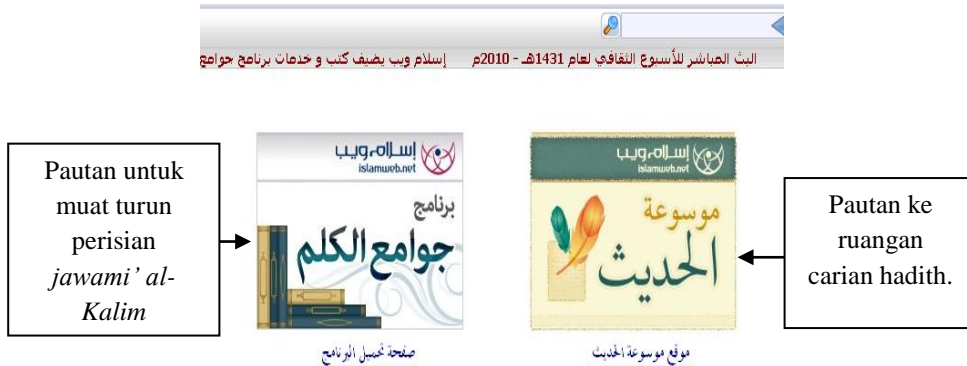 البث المباشر للأسبوع الثقافي لعام 1431هـ - 2010م إسلام ويب يضيف كتب و خدمات برنامج جوامع
Pautan untuk
muat turun
perisian
jawami’ al-
Kalim
إسلام ويب
islamweb.net
برنامج
جوامع الكلم
صفحة تحميل البرنامج
إسلام ويب
islamweb.net
موسوعة
الحديث
موقع موسوعة الحديث
Pautan ke
ruangan
carian hadith.